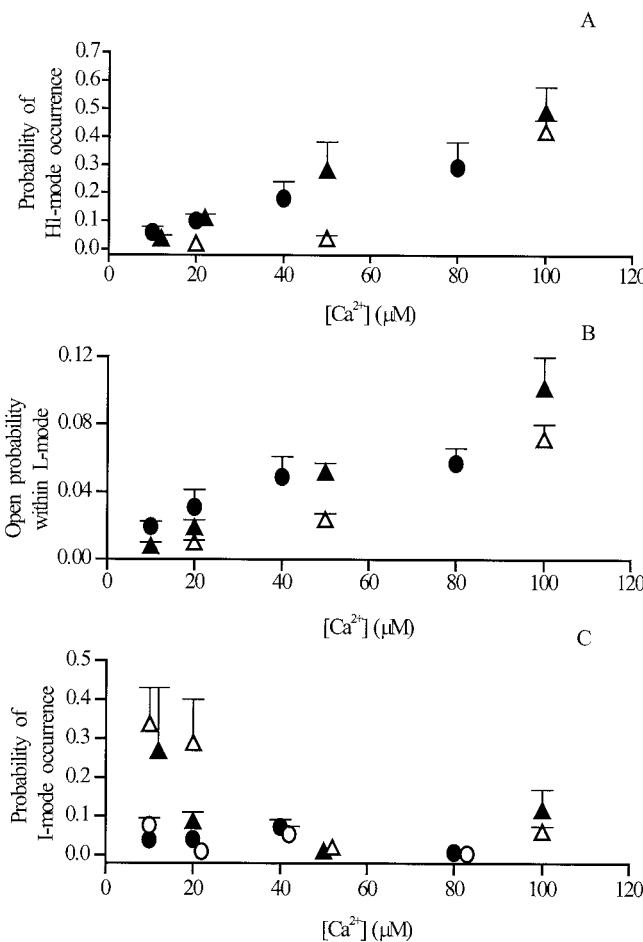 A
Probability of
H1-mode occurrence
0.7
0.6
0.5
0.4
0.3
0.2
0.1
0.0
0 20 40 60 80 100 120
[Ca²⁺] (μM)
B
Open probability
within L-mode
0.12
0.08
0.04
0.00
0 20 40 60 80 100 120
[Ca²⁺] (μM)
C
Probability of
I-mode occurrence
0.5
0.4
0.3
0.2
0.1
0.0
0 20 40 60 80 100 120
[Ca²⁺] (μM)